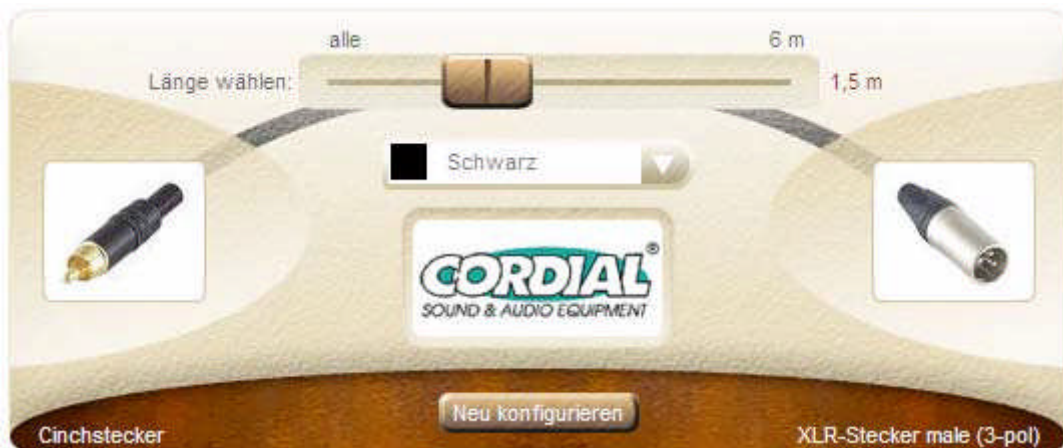 alle 6 m
Länge wählen: 1,5 m
Schwarz
CORDIAL®
SOUND & AUDIO EQUIPMENT
Neu konfigurieren
Cinchstecker XLR-Stecker male (3-pol)